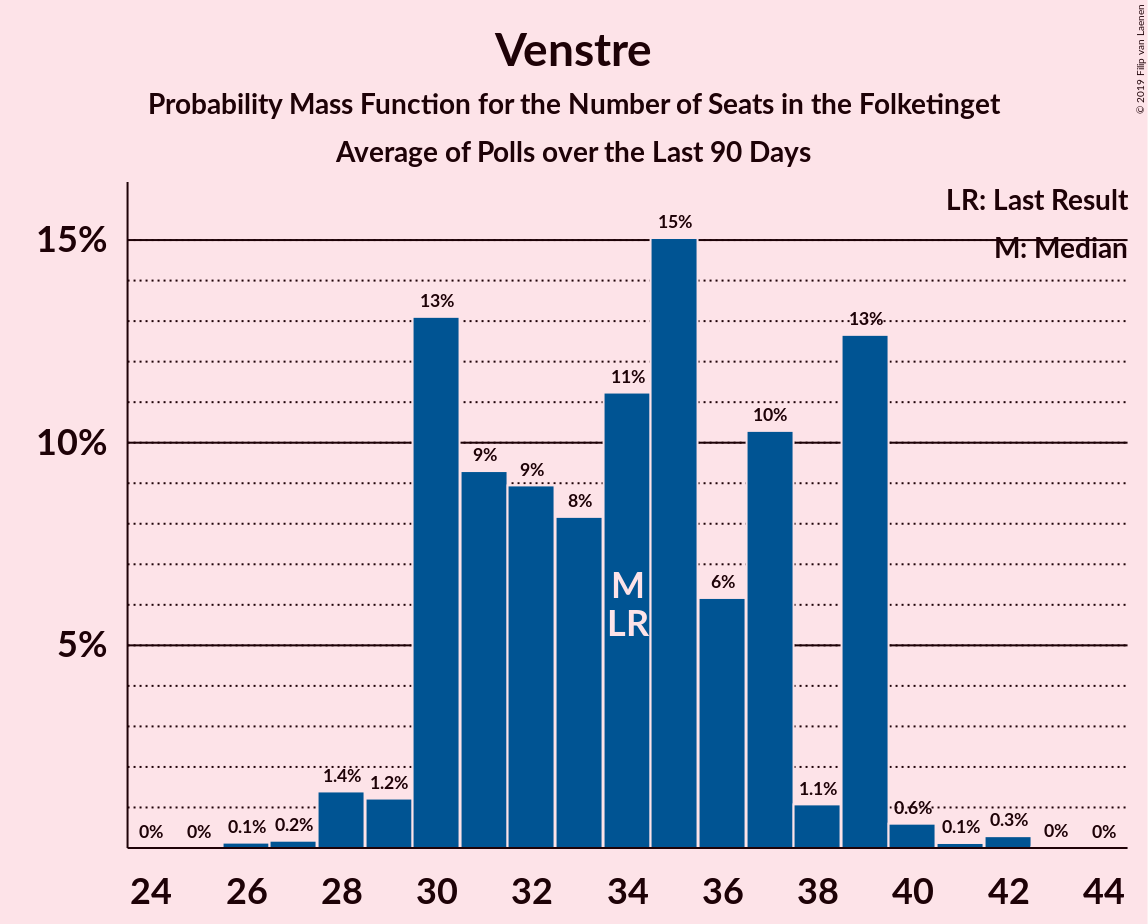 Venstre
Probability Mass Function for the Number of Seats in the Folketinget
Average of Polls over the Last 90 Days
© 2019 Filip van Laenen
LR: Last Result
M: Median
15%
10%
5%
0%
0%
0.1%
0.2%
1.4%
1.2%
13%
9%
9%
8%
11%
15%
6%
10%
1.1%
13%
0.6%
0.1%
0.3%
0%
0%
M
LR
24 26 28 30 32 34 36 38 40 42 44